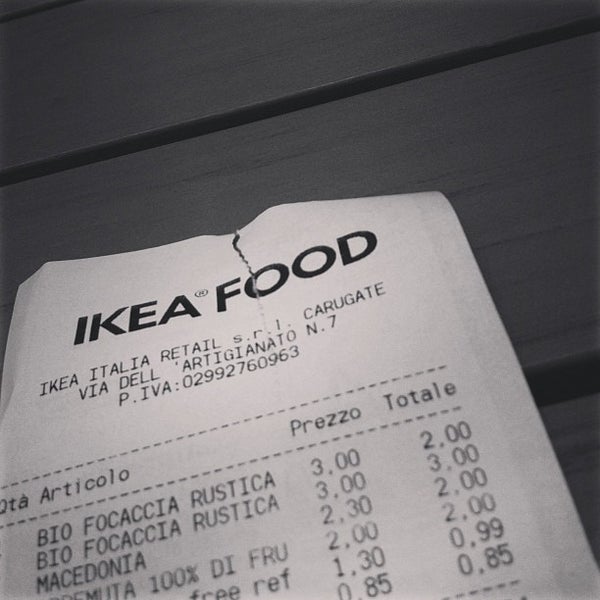 IKEA® FOOD
IKEA ITALIA RETAIL s.r.l. CARUGATE
VIA DELL 'ARTIGIANATO N.7
P.IVA:02992760963
Qtà Articolo Prezzo Totale
BIO FOCACCIA RUSTICA 3.00 2.00
BIO FOCACCIA RUSTICA 3.00 3.00
MACEDONIA 2.30 2.00
100% DI FRU 2.00 2.00
free ref 1.30 0.99
0.85 0.85